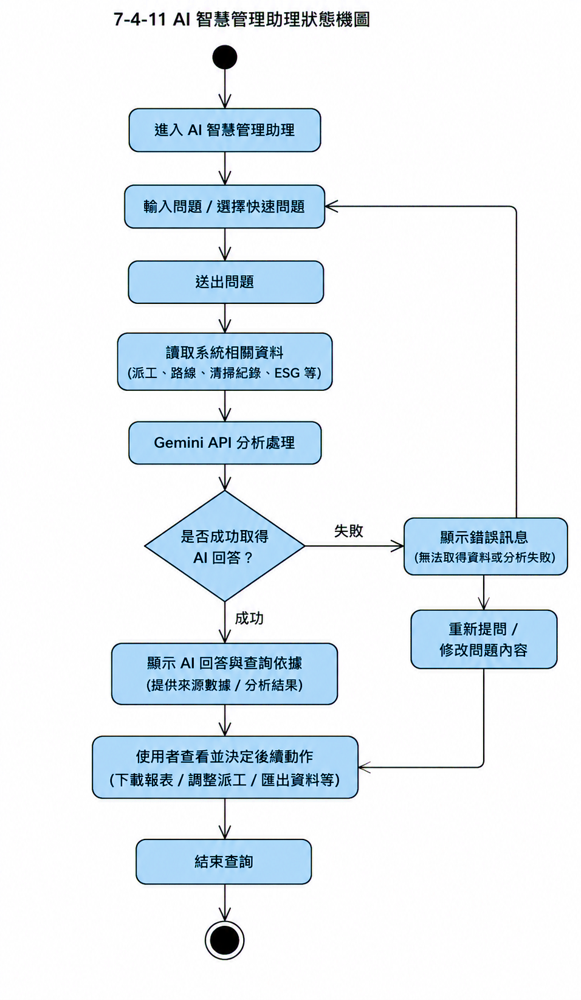 7-4-11 AI 智慧管理助理狀態機圖
進入 AI 智慧管理助理
輸入問題 / 選擇快速問題
送出問題
讀取系統相關資料
(派工、路線、清掃紀錄、ESG 等)
Gemini API 分析處理
是否成功取得
AI 回答？
失敗
顯示錯誤訊息
(無法取得資料或分析失敗)
成功
重新提問 /
修改問題內容
顯示 AI 回答與查詢依據
(提供來源數據 / 分析結果)
使用者查看並決定後續動作
(下載報表 / 調整派工 / 匯出資料等)
結束查詢